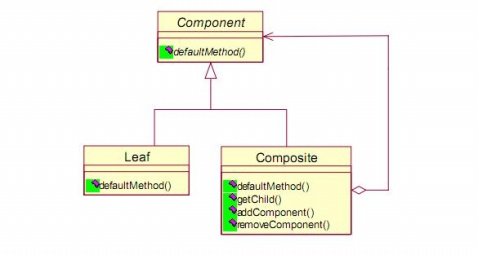 Component
defaultMethod()
Leaf
defaultMethod()
Composite
defaultMethod()
getChild()
addComponent()
removeComponent()